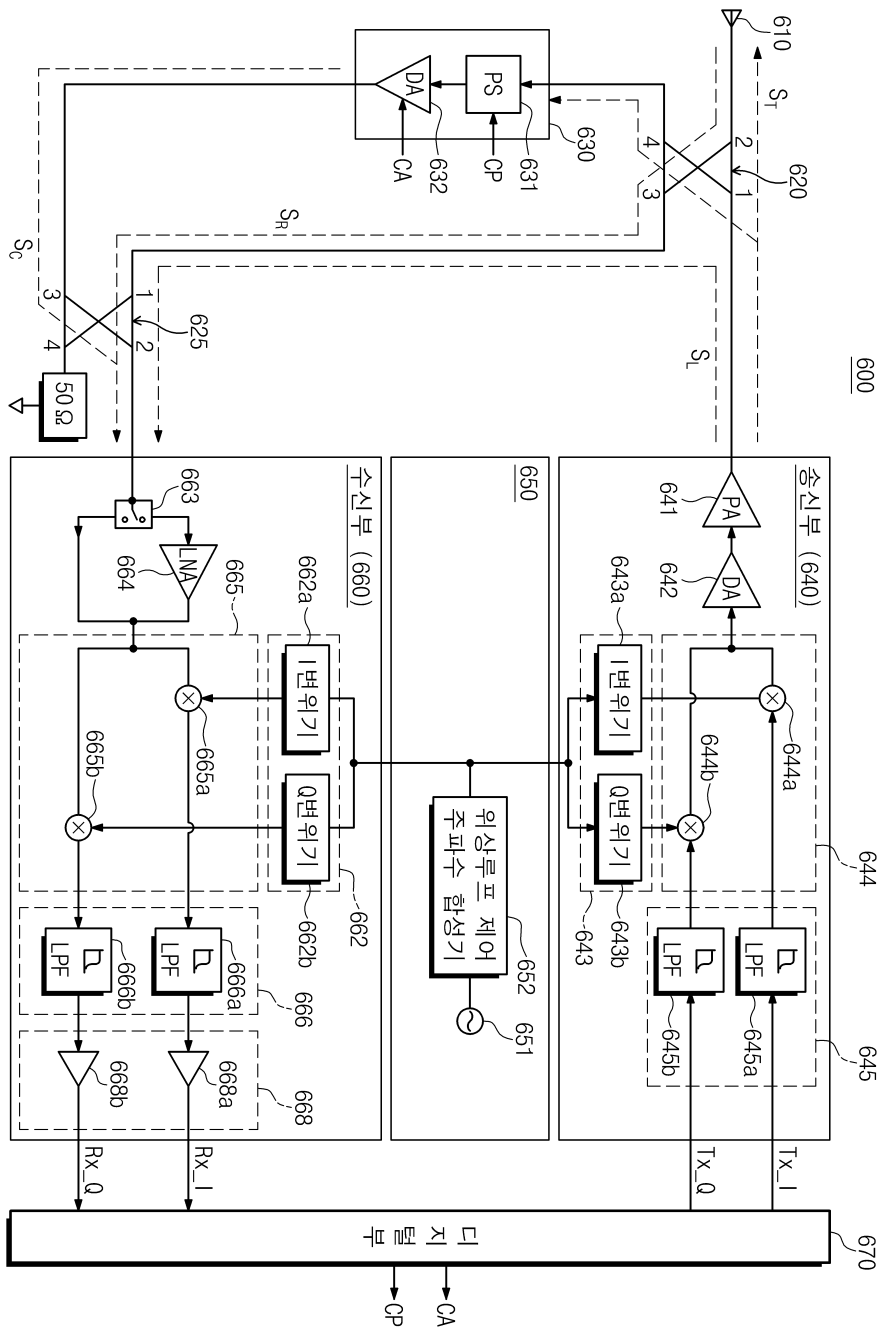 600
610
S_T
2
1
620
4
3
630
PS
631
CP
DA
632
CA
S_R
S_C
S_L
1
2
625
3
4
50Ω
송신부 (640)
PA
641
DA
642
643a
I변위기
Q변위기
643b
643
644a
644b
644
LPF
645a
LPF
645b
645
Tx_I
Tx_Q
650
위상루프 제어
주파수 합성기
652
651
수신부 (660)
663
LNA
664
665
662a
I변위기
Q변위기
662b
662
665a
665b
LPF
666a
LPF
666b
666
668a
668b
668
Rx_I
Rx_Q
디지털부
670
CA
CP